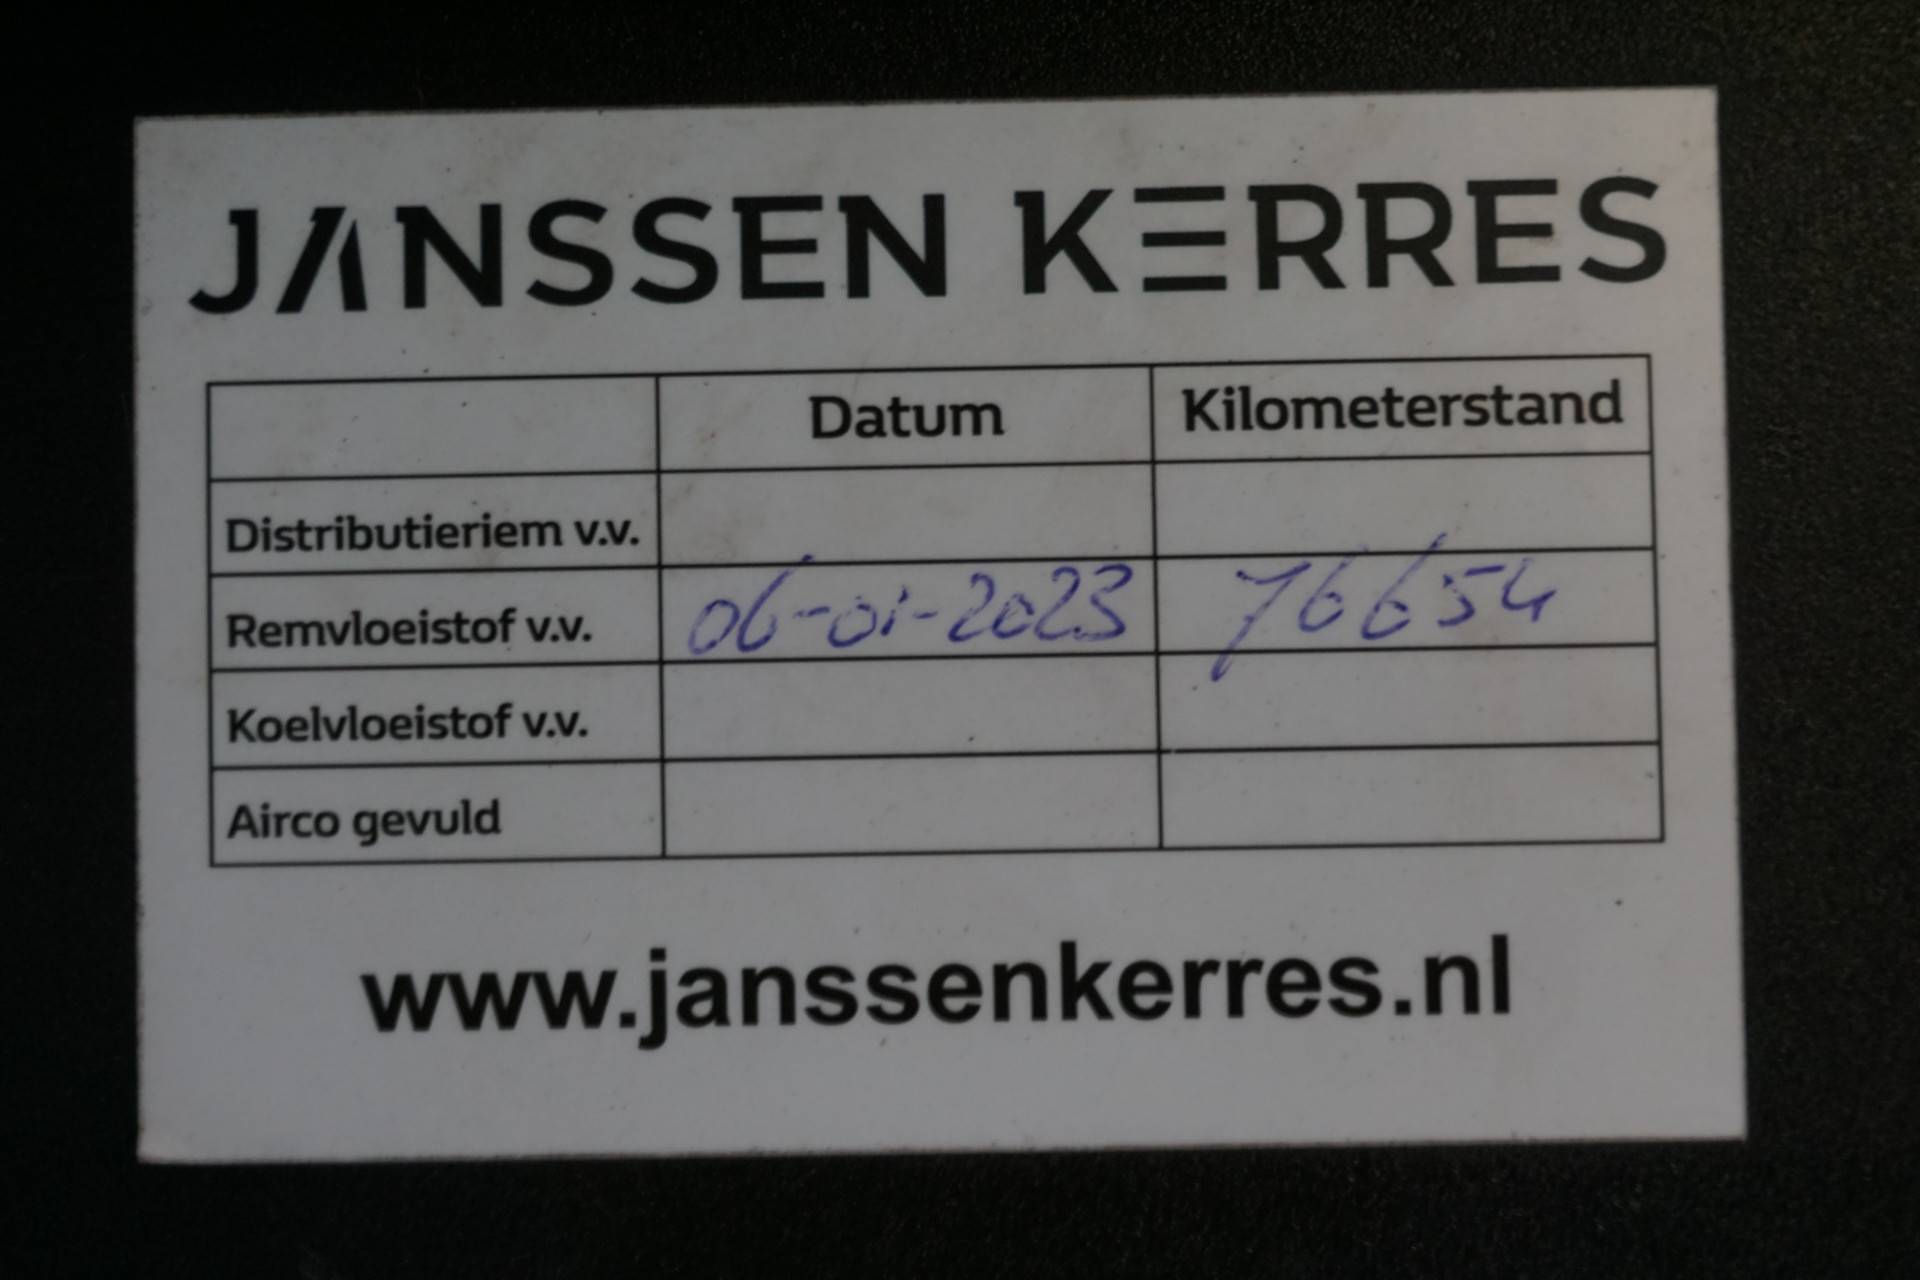 JANSSEN KERRES
Datum Kilometerstand
Distributieriem v.v.
Remvloeistof v.v. 06-01-2023 76654
Koelvloeistof v.v.
Airco gevuld
www.janssenkerres.nl